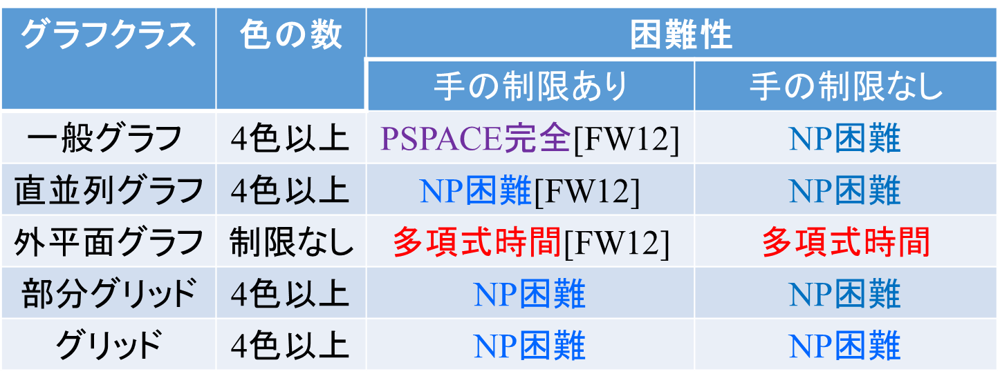 グラフクラス 色の数 困難性
手の制限あり 手の制限なし
一般グラフ 4色以上 PSPACE完全[FW12] NP困難
直並列グラフ 4色以上 NP困難[FW12] NP困難
外平面グラフ 制限なし 多項式時間[FW12] 多項式時間
部分グリッド 4色以上 NP困難 NP困難
グリッド 4色以上 NP困難 NP困難